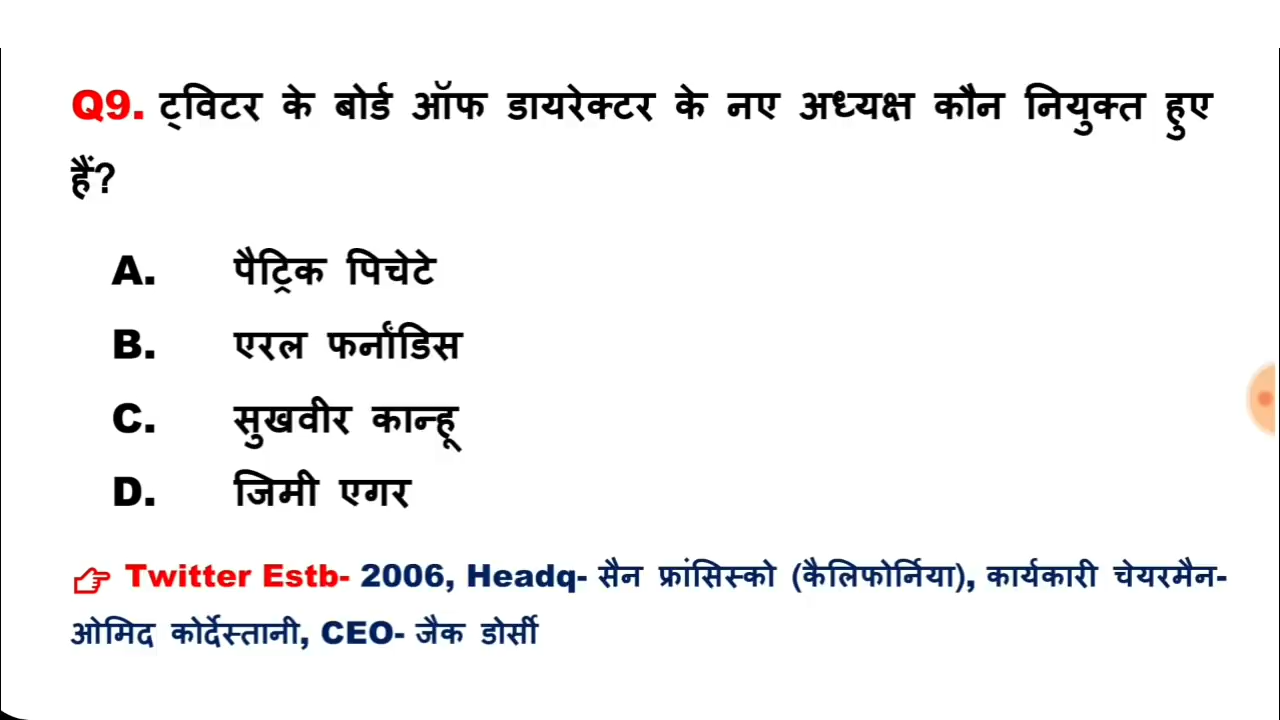 Q9. ट्विटर के बोर्ड ऑफ डायरेक्टर के नए अध्यक्ष कौन नियुक्त हुए
हैं?
A. पैट्रिक पिचेटे
B. एरल फर्नांडिस
C. सुखवीर कान्हू
D. जिमी एगर
👉 Twitter Estb- 2006, Headq- सैन फ्रांसिस्को (कैलिफोर्निया), कार्यकारी चेयरमैन-
ओमिद कोर्देस्तानी, CEO- जैक डोर्सी